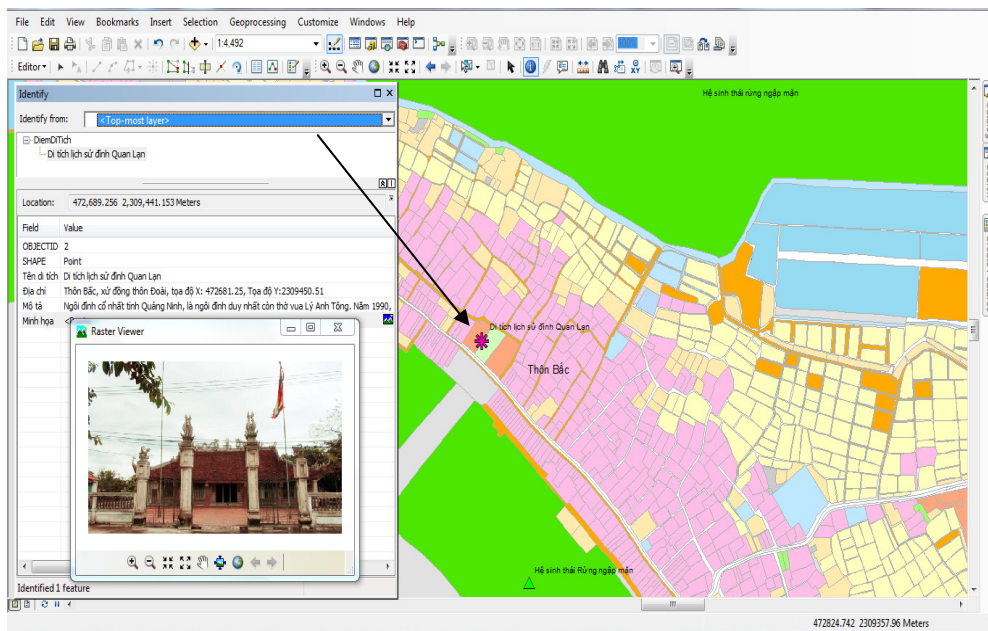 File Edit View Bookmarks Insert Selection Geoprocessing Customize Windows Help
1:4,492
Editor
Identify
Identify from: <Top-most layer>
DiemDiTich
Di tích lịch sử đình Quan Lạn
Location: 472,689.256 2,309,441.153 Meters
Field Value
OBJECTID 2
SHAPE Point
Tên di tích Di tích lịch sử đình Quan Lạn
Địa chỉ Thôn Bắc, xứ đồng thôn Đoài, tọa độ X: 472681.25, Tọa độ Y:2309450.51
Mô tả Ngôi đình cổ nhất tỉnh Quảng Ninh, là ngôi đình duy nhất còn thờ vua Lý Anh Tông. Năm 1990,
Minh họa
Raster Viewer
Identified 1 feature
Hệ sinh thái rừng ngập mặn
Di tích lịch sử đình Quan Lạn
Thôn Bắc
Hệ sinh thái Rừng ngập mặn
472824.742 2309357.96 Meters